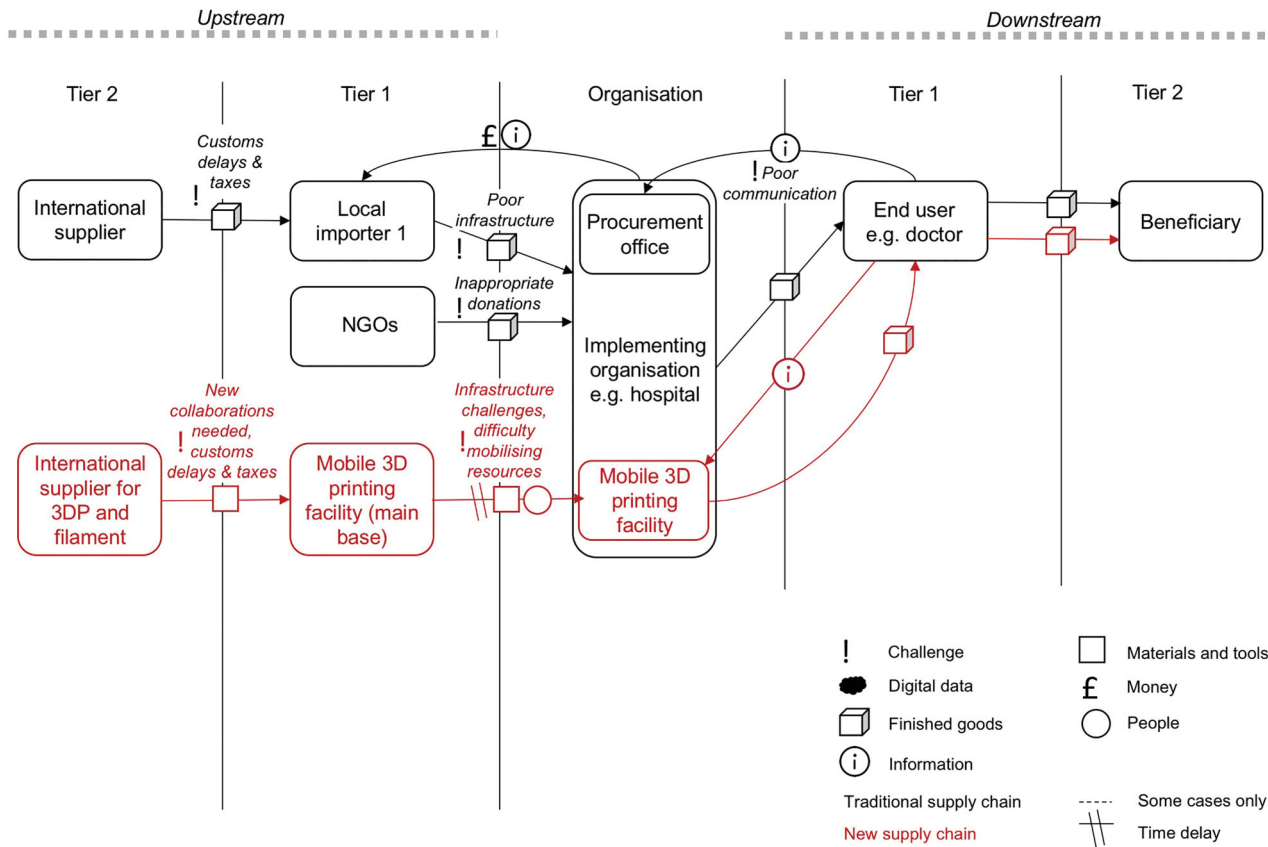 Upstream
Downstream
Tier 2
Tier 1
Organisation
Tier 1
Tier 2
Customs
delays &
taxes
!
£ i
i
! Poor
communication
International
supplier
Local
importer 1
Poor
infrastructure
!
Procurement
office
End user
e.g. doctor
Beneficiary
NGOs
Inappropriate
! donations
Implementing
organisation
e.g. hospital
i
New
collaborations
! needed,
customs
delays & taxes
Infrastructure
challenges,
! difficulty
mobilising
resources
International
supplier for
3DP and
filament
Mobile 3D
printing
facility (main
base)
Mobile 3D
printing
facility
! Challenge
Digital data
Finished goods
i Information
Traditional supply chain
New supply chain
Materials and tools
£ Money
People
Some cases only
Time delay